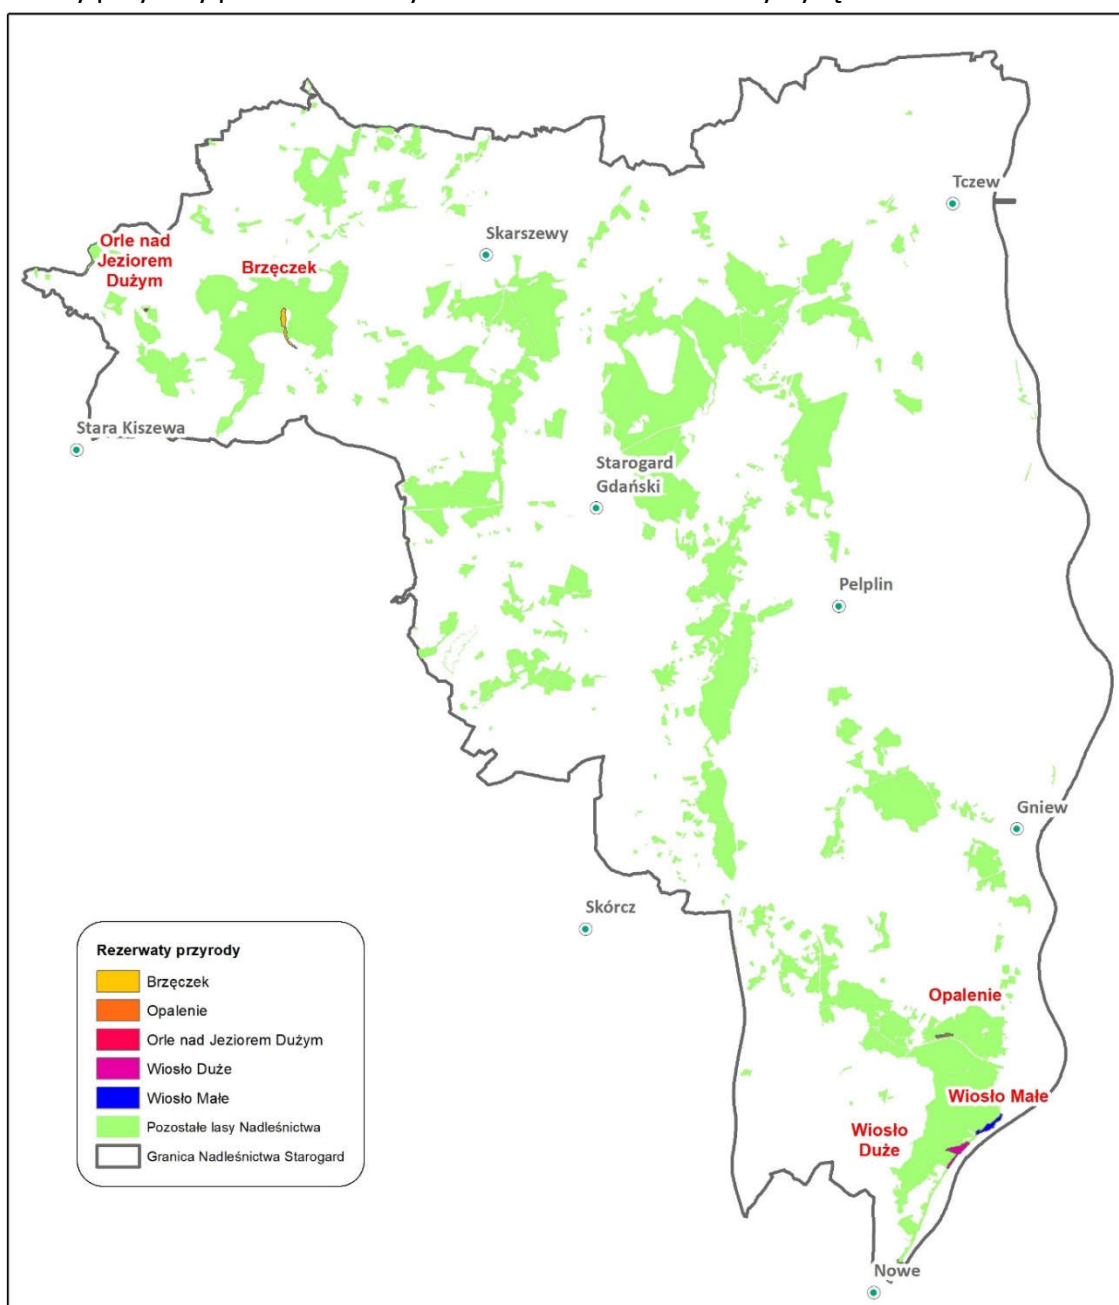 Tczew
Skarszewy
Orle nad
Jeziorem
Dużym
Brzęczek
Stara Kiszewa
Starogard
Gdański
Pelplin
Gniew
Skórcz
Opalenie
Wiosło Małe
Wiosło
Duże
Nowe
Rezerwaty przyrody
Brzęczek
Opalenie
Orle nad Jeziorem Dużym
Wiosło Duże
Wiosło Małe
Pozostałe lasy Nadleśnictwa
Granica Nadleśnictwa Starogard